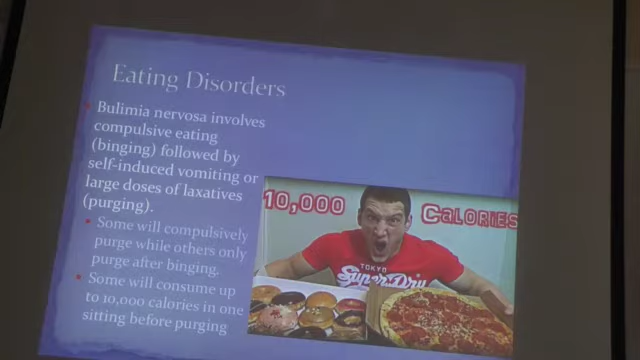 Eating Disorders
Bulimia nervosa involves
compulsive eating
(binging) followed by
self-induced vomiting or
large doses of laxatives
(purging).
Some will compulsively
purge while others only
purge after binging.
Some will consume up
to 10,000 calories in one
sitting before purging
10,000 CALORIES
TOKYO
SuperDry